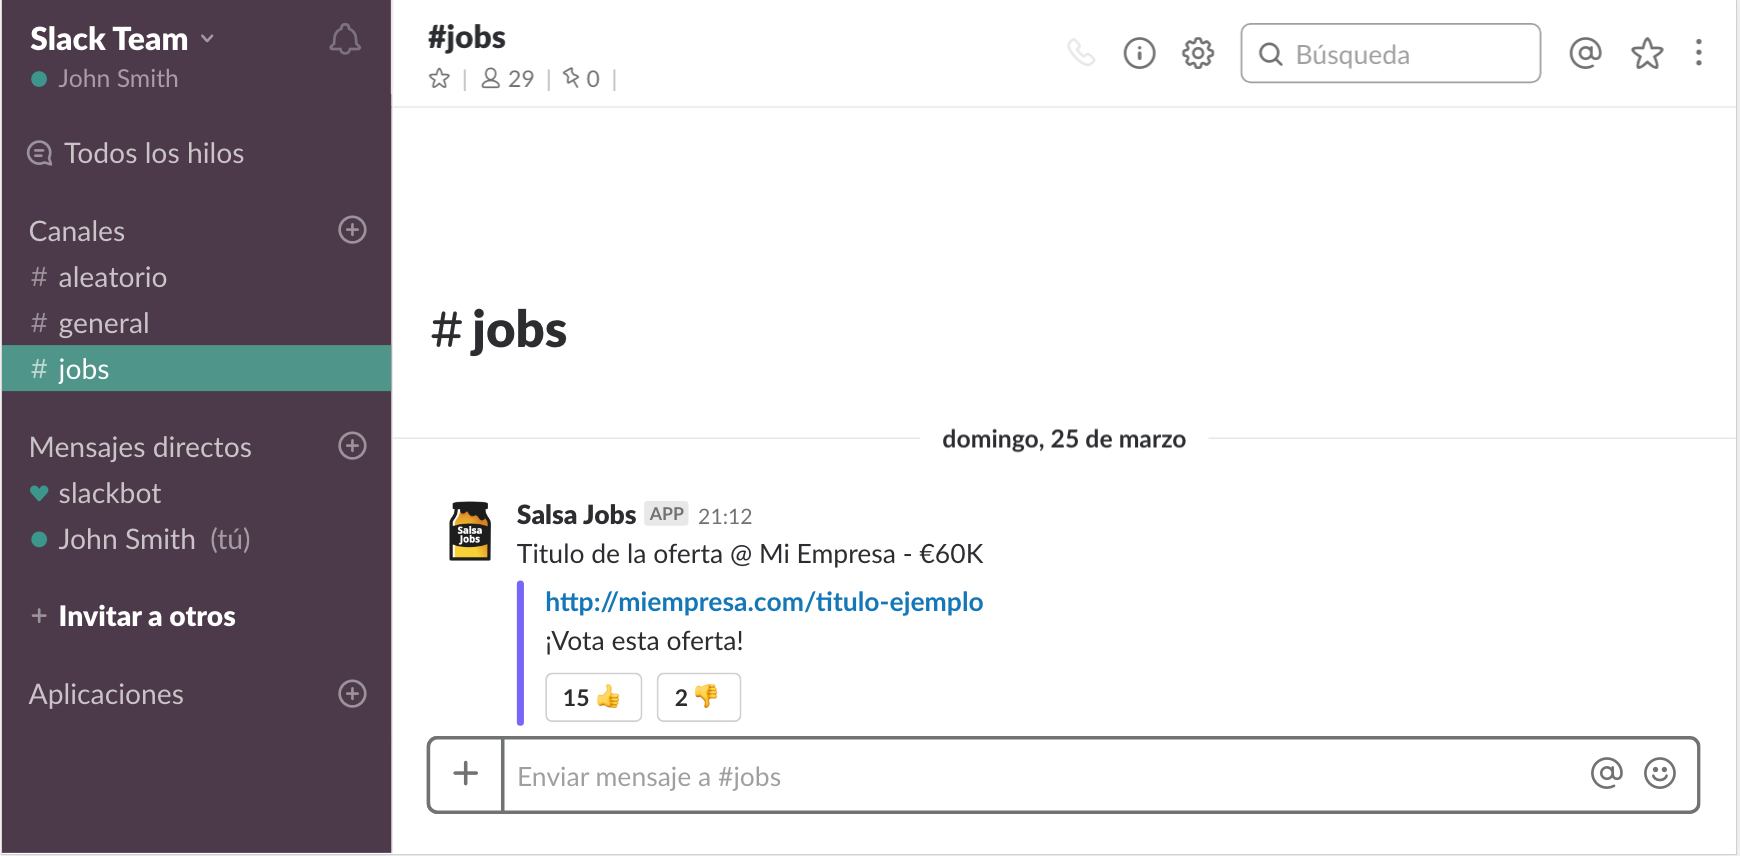 Slack Team
John Smith
Todos los hilos
Canales
# aleatorio
# general
# jobs
Mensajes directos
slackbot
John Smith (tú)
+ Invitar a otros
Aplicaciones
#jobs
29 | 0 |
Búsqueda
# jobs
domingo, 25 de marzo
Salsa Jobs
Salsa Jobs APP 21:12
Titulo de la oferta @ Mi Empresa - €60K
http://miempresa.com/titulo-ejemplo
¡Vota esta oferta!
15 👍 2 👎
Enviar mensaje a #jobs